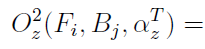 $O_z^2(F_i, B_j, \alpha_z^T) =$